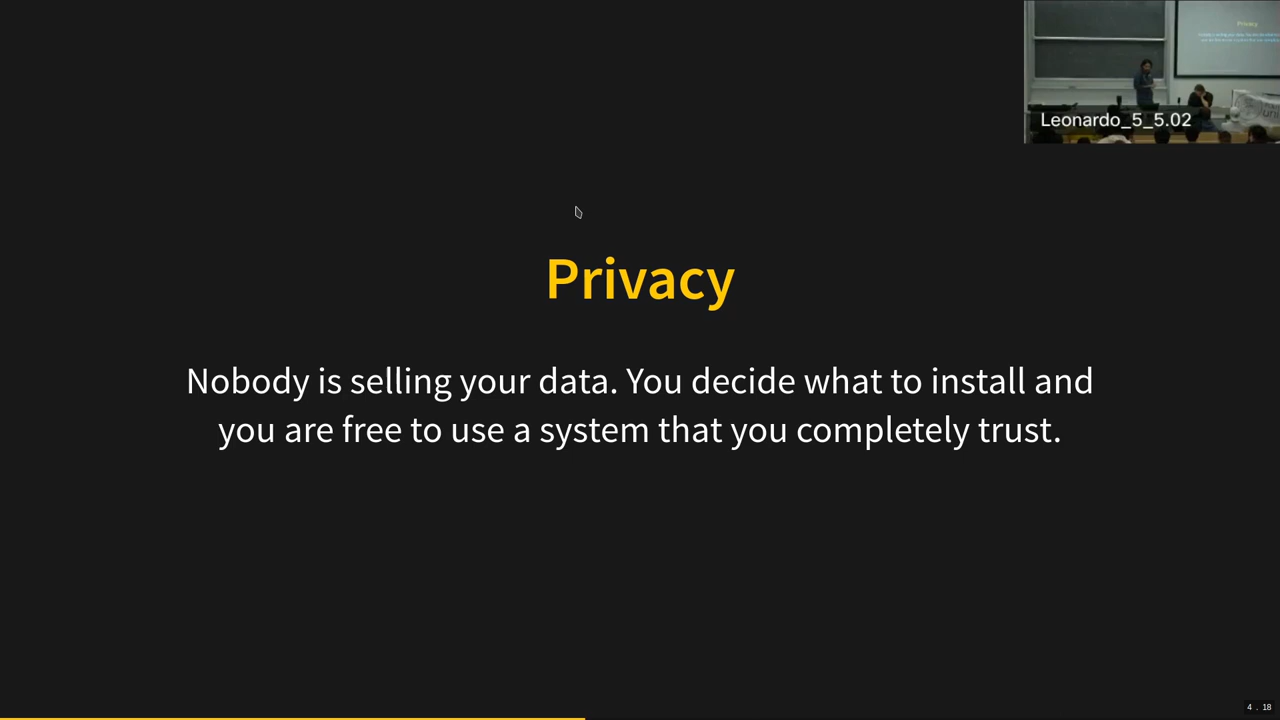 Privacy
Leonardo_5_5.02
Privacy
Nobody is selling your data. You decide what to install and
you are free to use a system that you completely trust.
4 . 18